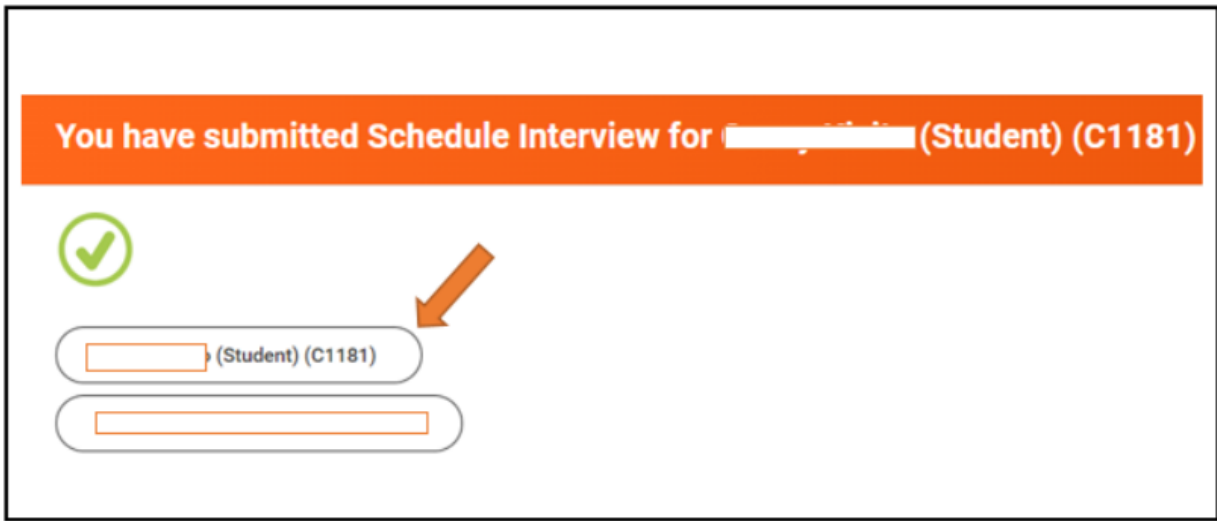 You have submitted Schedule Interview for (Student) (C1181)
(Student) (C1181)